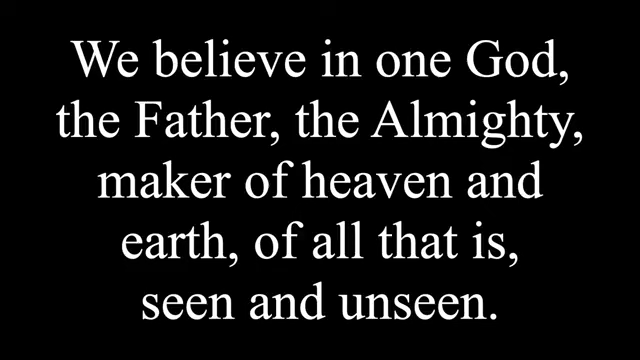 We believe in one God,
the Father, the Almighty,
maker of heaven and
earth, of all that is,
seen and unseen.